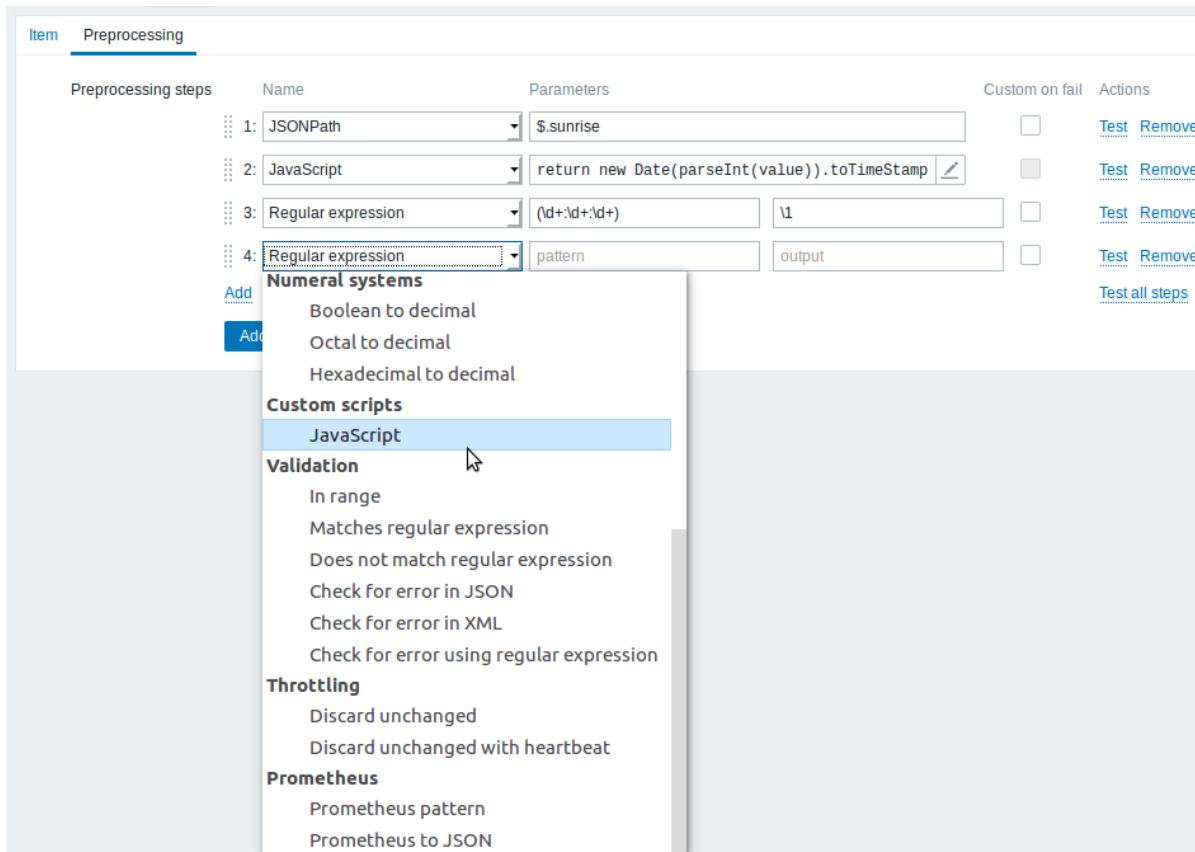 Item Preprocessing
Preprocessing steps Name Parameters Custom on fail Actions
1: JSONPath $.sunrise Test Remove
2: JavaScript return new Date(parseInt(value)).toTimeStamp Test Remove
3: Regular expression (\d+:\d+:\d+) \1 Test Remove
4: Regular expression pattern output Test Remove
Add Test all steps
Numeral systems
Boolean to decimal
Octal to decimal
Hexadecimal to decimal
Custom scripts
JavaScript
Validation
In range
Matches regular expression
Does not match regular expression
Check for error in JSON
Check for error in XML
Check for error using regular expression
Throttling
Discard unchanged
Discard unchanged with heartbeat
Prometheus
Prometheus pattern
Prometheus to JSON